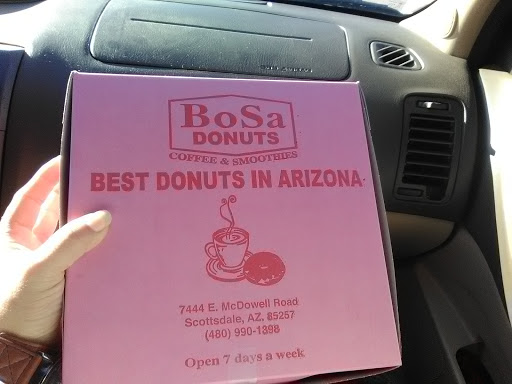 BoSa
DONUTS
COFFEE & SMOOTHIES
BEST DONUTS IN ARIZONA
7444 E. McDowell Road
Scottsdale, AZ, 85257
(480) 990-1898
Open 7 days a week